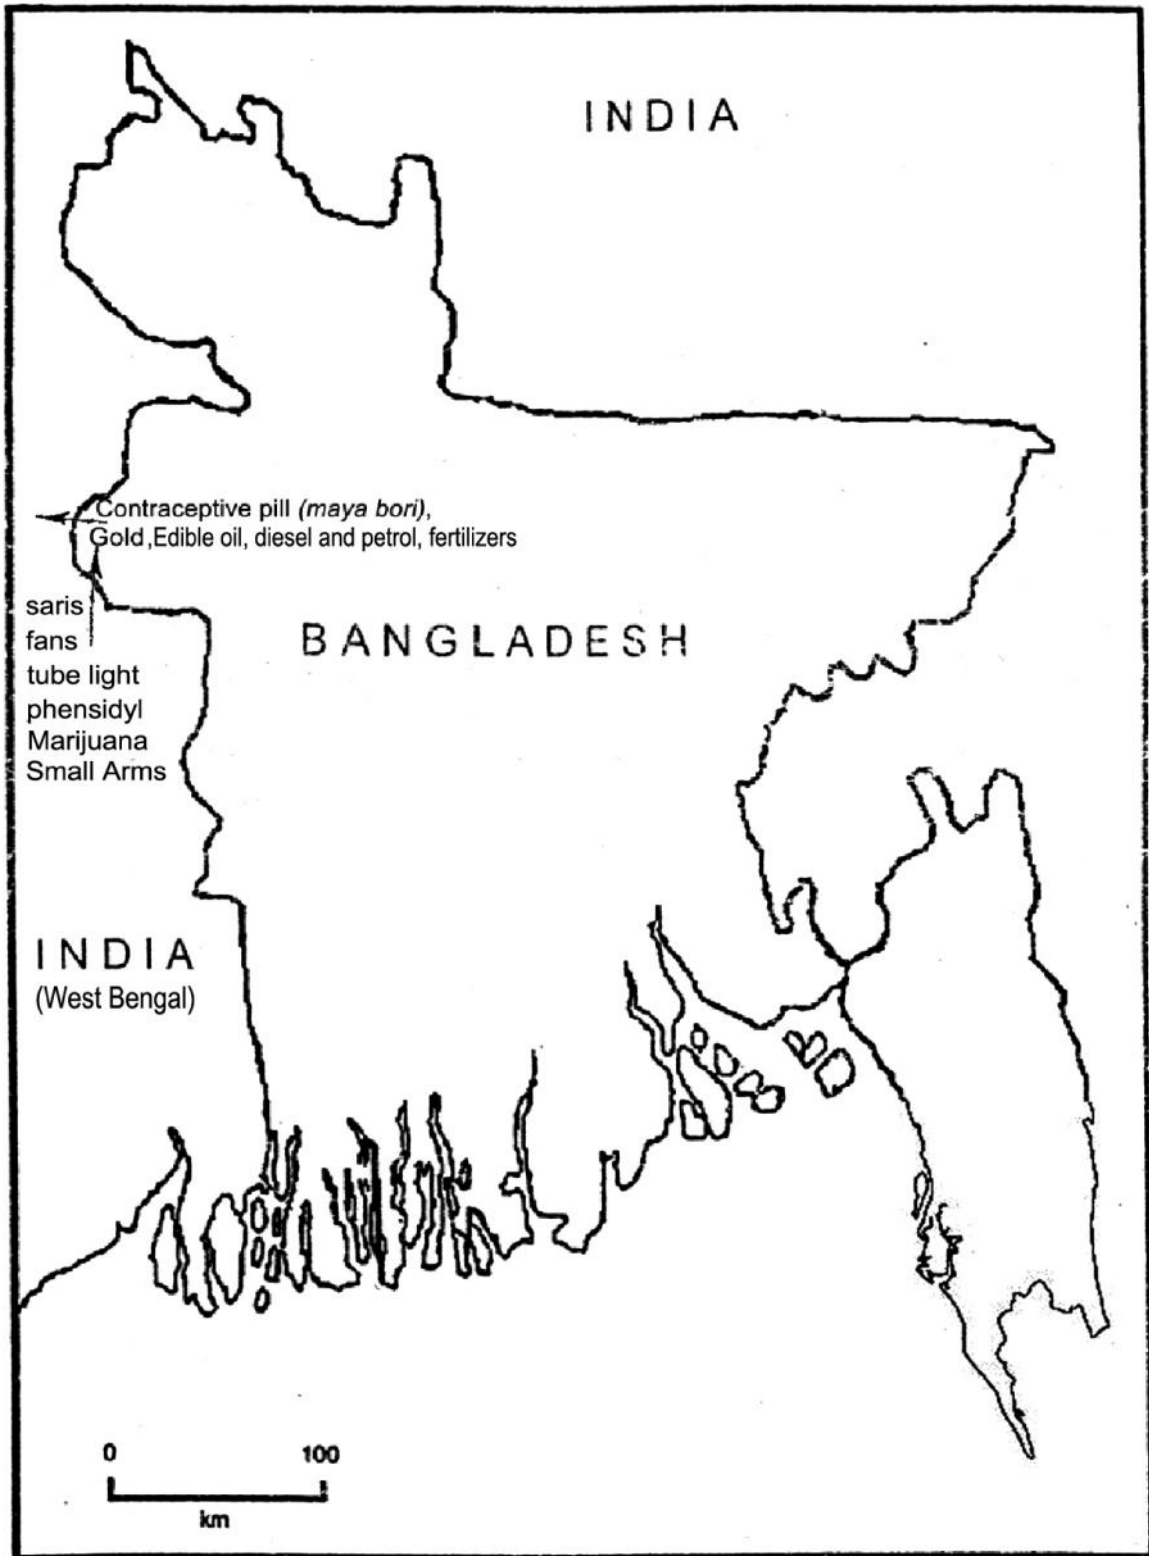 INDIA
Contraceptive pill (maya bori),
Gold,Edible oil, diesel and petrol, fertilizers
saris
fans
tube light
phensidyl
Marijuana
Small Arms
BANGLADESH
INDIA
(West Bengal)
0 100
km